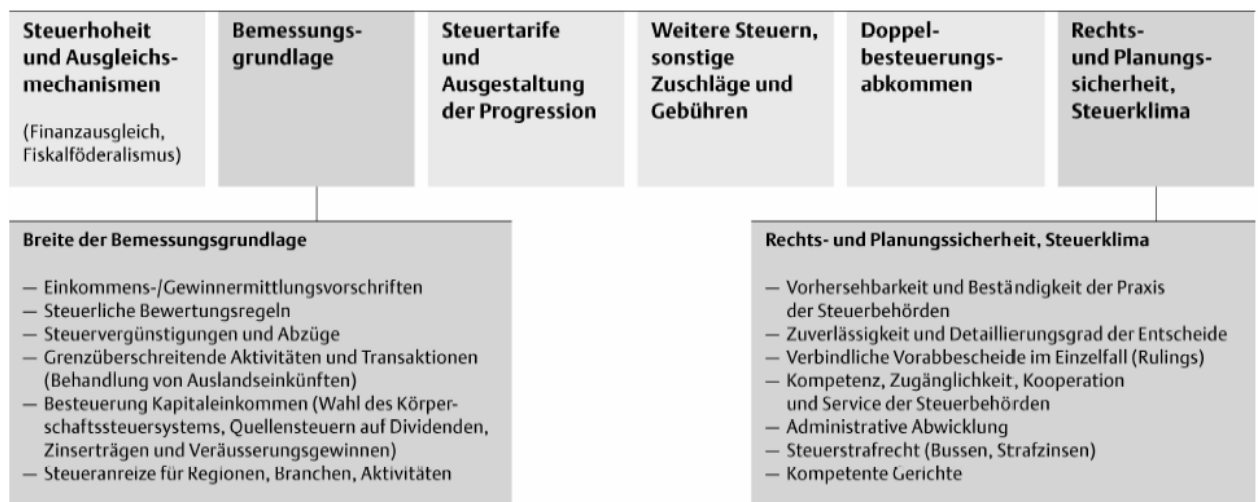 Steuerhoheit
und Ausgleichs-
mechanismen
(Finanzausgleich,
Fiskalföderalismus)
Bemessungs-
grundlage
Steuertarife
und
Ausgestaltung
der Progression
Weitere Steuern,
sonstige
Zuschläge und
Gebühren
Doppel-
besteuerungs-
abkommen
Rechts-
und Planungs-
sicherheit,
Steuerklima
Breite der Bemessungsgrundlage
— Einkommens-/Gewinnermittlungsvorschriften
— Steuerliche Bewertungsregeln
— Steuervergünstigungen und Abzüge
— Grenzüberschreitende Aktivitäten und Transaktionen
(Behandlung von Auslandseinkünften)
— Besteuerung Kapitaleinkommen (Wahl des Körper-
schaftssteuersystems, Quellensteuern auf Dividenden,
Zinserträgen und Veräusserungsgewinnen)
— Steueranreize für Regionen, Branchen, Aktivitäten
Rechts- und Planungssicherheit, Steuerklima
— Vorhersehbarkeit und Beständigkeit der Praxis
der Steuerbehörden
— Zuverlässigkeit und Detaillierungsgrad der Entscheide
— Verbindliche Vorabbescheide im Einzelfall (Rulings)
— Kompetenz, Zugänglichkeit, Kooperation
und Service der Steuerbehörden
— Administrative Abwicklung
— Steuerstrafrecht (Bussen, Strafzinsen)
— Kompetente Gerichte